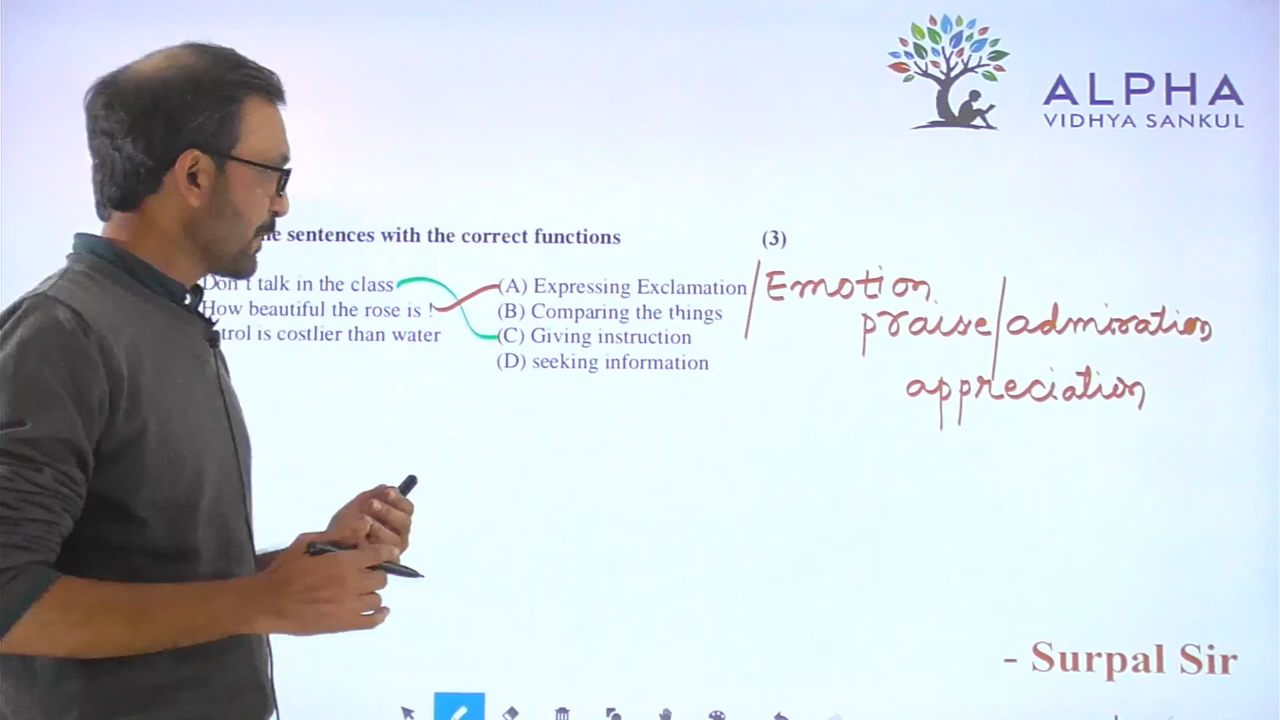 ALPHA
VIDHYA SANKUL
sentences with the correct functions (3)
Don't talk in the class
How beautiful the rose is !
is costlier than water
(A) Expressing Exclamation
(B) Comparing the things
(C) Giving instruction
(D) seeking information
Emotion
praise/admiration
appreciation
- Surpal Sir